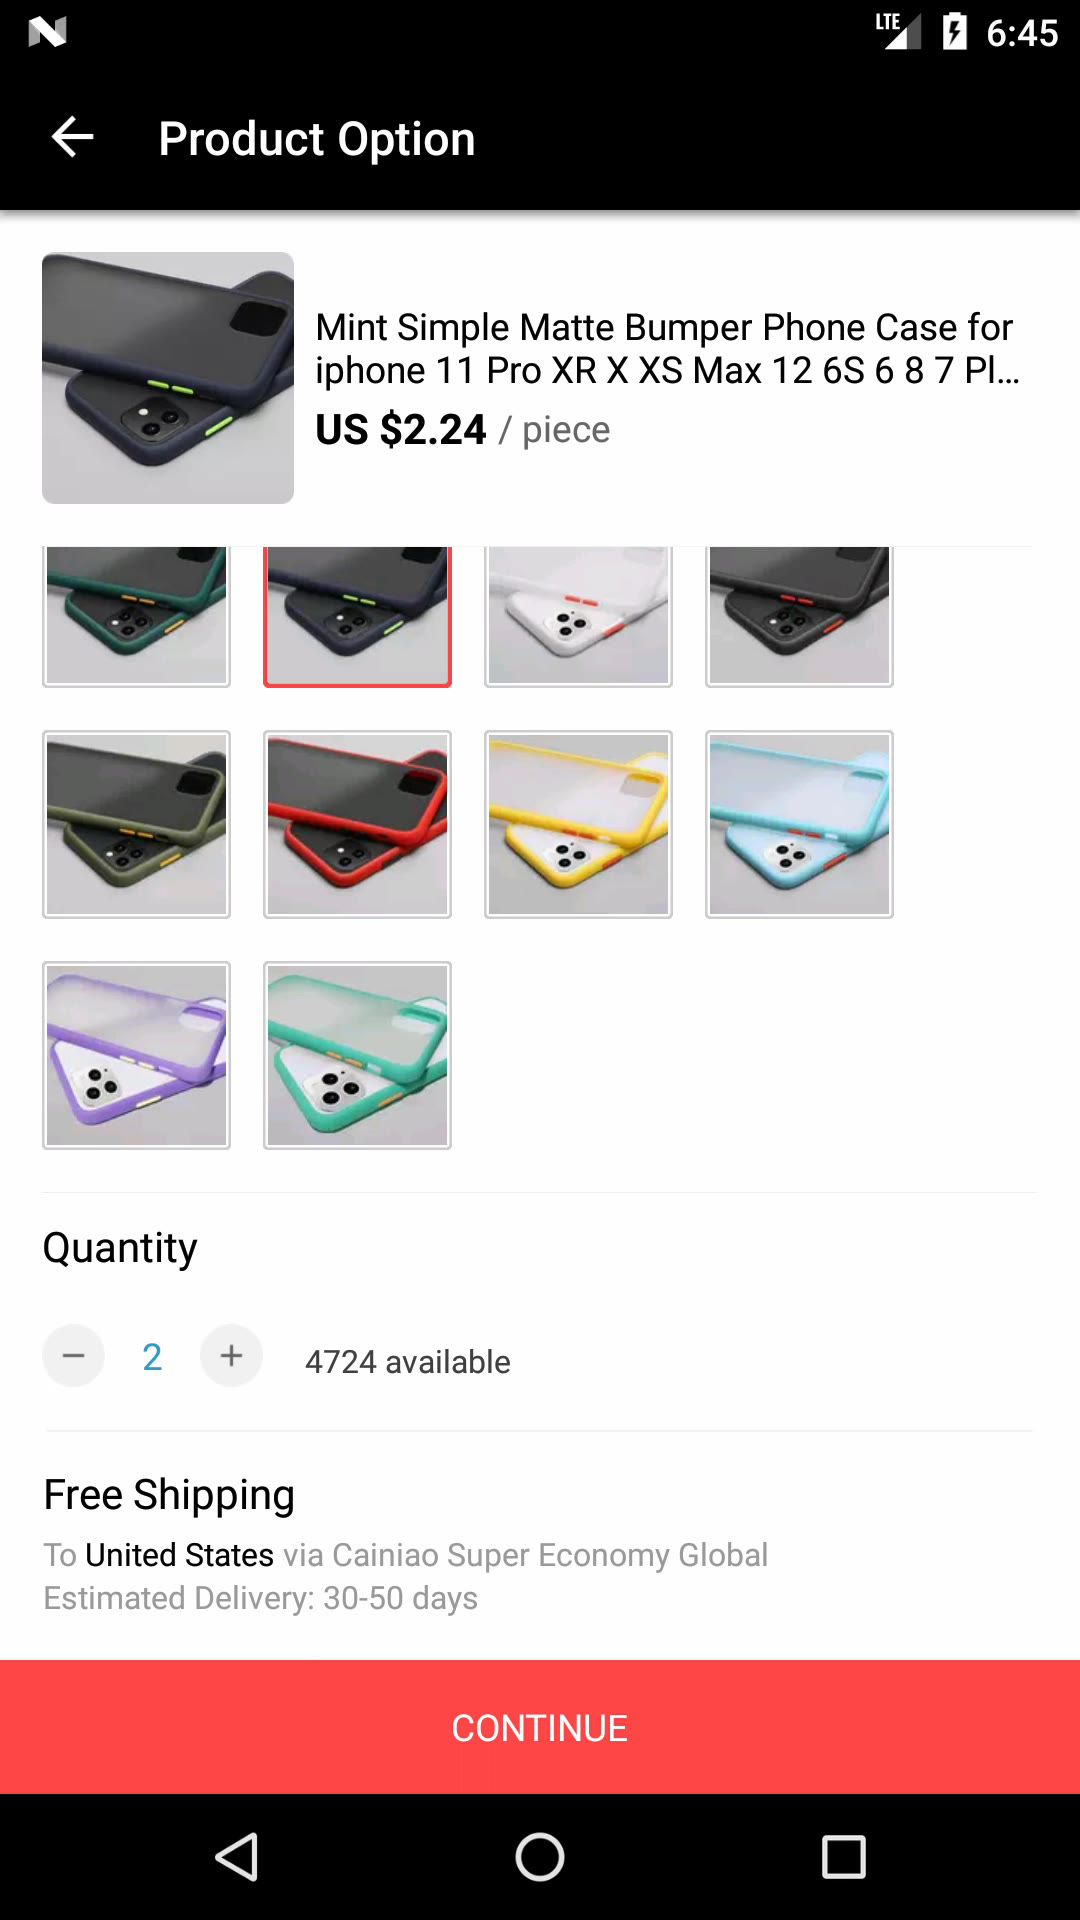 LTE 6:45
Product Option
Mint Simple Matte Bumper Phone Case for
iphone 11 Pro XR X XS Max 12 6S 6 8 7 Pl...
US $2.24 / piece
Quantity
− 2 + 4724 available
Free Shipping
To United States via Cainiao Super Economy Global
Estimated Delivery: 30-50 days
CONTINUE